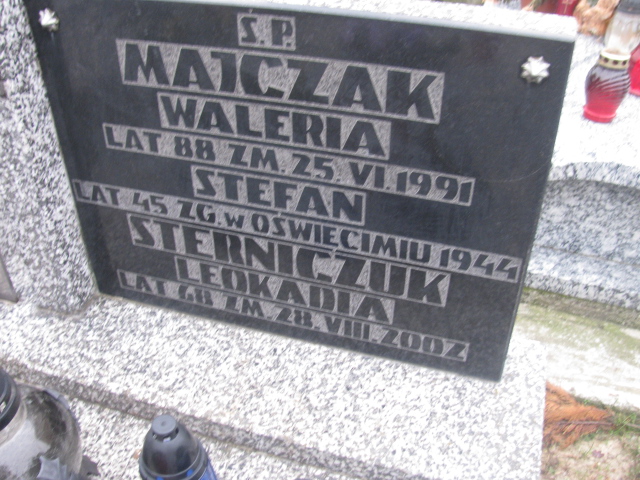 Ś.P.
MAJCZAK
WALERIA
LAT 88 ZM. 25. VI. 1991
STEFAN
LAT 45 ZG. W OŚWIĘCIMIU 1944
STERNICZUK
LEOKADIA
LAT 68 ZM. 28. VIII. 2002